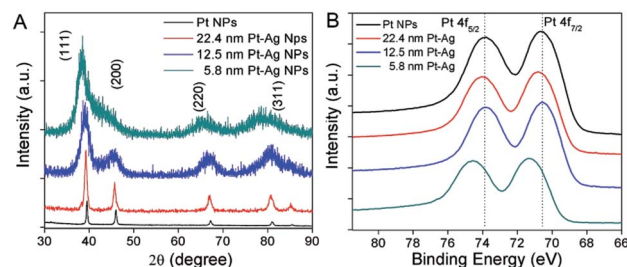 A
Pt NPs
22.4 nm Pt-Ag Nps
12.5 nm Pt-Ag NPs
5.8 nm Pt-Ag NPs
(111)
(200)
(220)
(311)
Intensity (a.u.)
30 40 50 60 70 80 90
2θ (degree)
B
Pt NPs
22.4 nm Pt-Ag
12.5 nm Pt-Ag
5.8 nm Pt-Ag
Pt 4f5/2
Pt 4f7/2
Intensity (a.u.)
80 78 76 74 72 70 68 66
Binding Energy (eV)